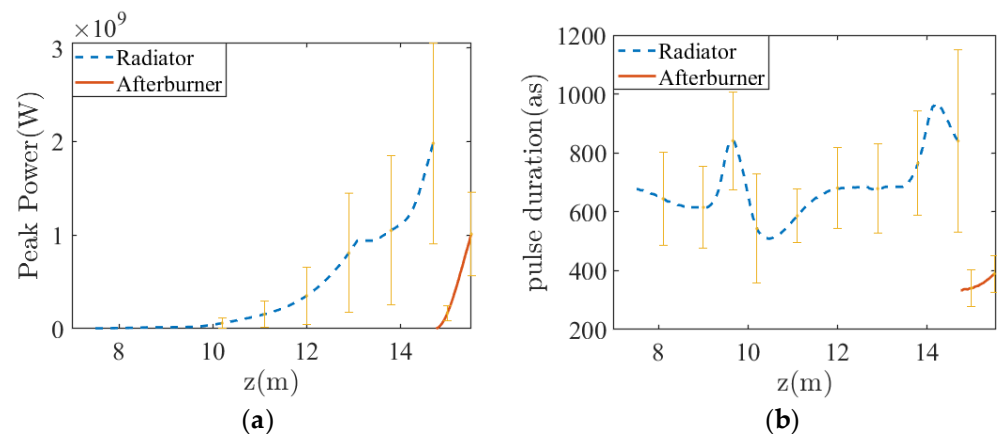 ×10⁹
3
2
1
0
Peak Power(W)
Radiator
Afterburner
8
10
12
14
z(m)
(a)
1200
1000
800
600
400
200
pulse duration(as)
Radiator
Afterburner
8
10
12
14
z(m)
(b)